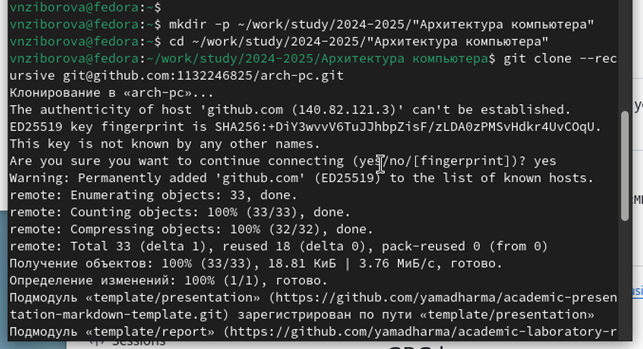 vnziborova@fedora:~$
vnziborova@fedora:~$ mkdir -p ~/work/study/2024-2025/"Архитектура компьютера"
vnziborova@fedora:~$ cd ~/work/study/2024-2025/"Архитектура компьютера"
vnziborova@fedora:~/work/study/2024-2025/Архитектура компьютера$ git clone --rec
ursive git@github.com:1132246825/arch-pc.git
Клонирование в «arch-pc»...
The authenticity of host 'github.com (140.82.121.3)' can't be established.
ED25519 key fingerprint is SHA256:+DiY3wvvV6TuJJhbpZisF/zLDA0zPMSvHdkr4UvCOqU.
This key is not known by any other names.
Are you sure you want to continue connecting (yes/no/[fingerprint])? yes
Warning: Permanently added 'github.com' (ED25519) to the list of known hosts.
remote: Enumerating objects: 33, done.
remote: Counting objects: 100% (33/33), done.
remote: Compressing objects: 100% (32/32), done.
remote: Total 33 (delta 1), reused 18 (delta 0), pack-reused 0 (from 0)
Получение объектов: 100% (33/33), 18.81 КиБ | 3.76 МиБ/с, готово.
Определение изменений: 100% (1/1), готово.
Подмодуль «template/presentation» (https://github.com/yamadharma/academic-presen
tation-markdown-template.git) зарегистрирован по пути «template/presentation»
Подмодуль «template/report» (https://github.com/yamadharma/academic-laboratory-r
Sessions